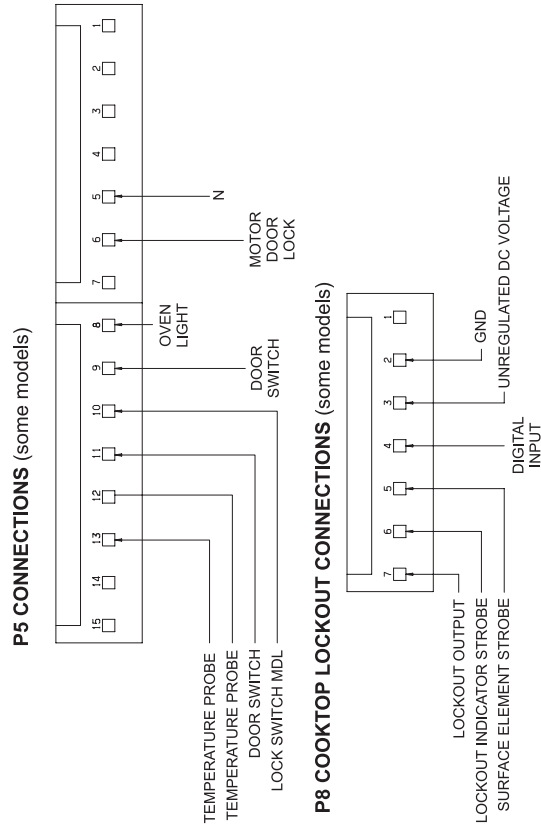 P5 CONNECTIONS (some models)
15
14
13
12
11
10
9
8
7
6
5
4
3
2
1
TEMPERATURE PROBE
TEMPERATURE PROBE
DOOR SWITCH
LOCK SWITCH MDL
DOOR
SWITCH
OVEN
LIGHT
MOTOR
DOOR
LOCK
N
P8 COOKTOP LOCKOUT CONNECTIONS (some models)
7
6
5
4
3
2
1
LOCKOUT OUTPUT
LOCKOUT INDICATOR STROBE
SURFACE ELEMENT STROBE
DIGITAL
INPUT
GND
UNREGULATED DC VOLTAGE